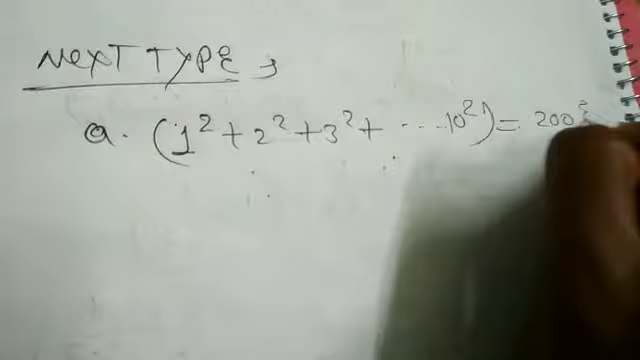 NEXT TYPE,
Q. (1² + 2² + 3² + ... 10²) = 200